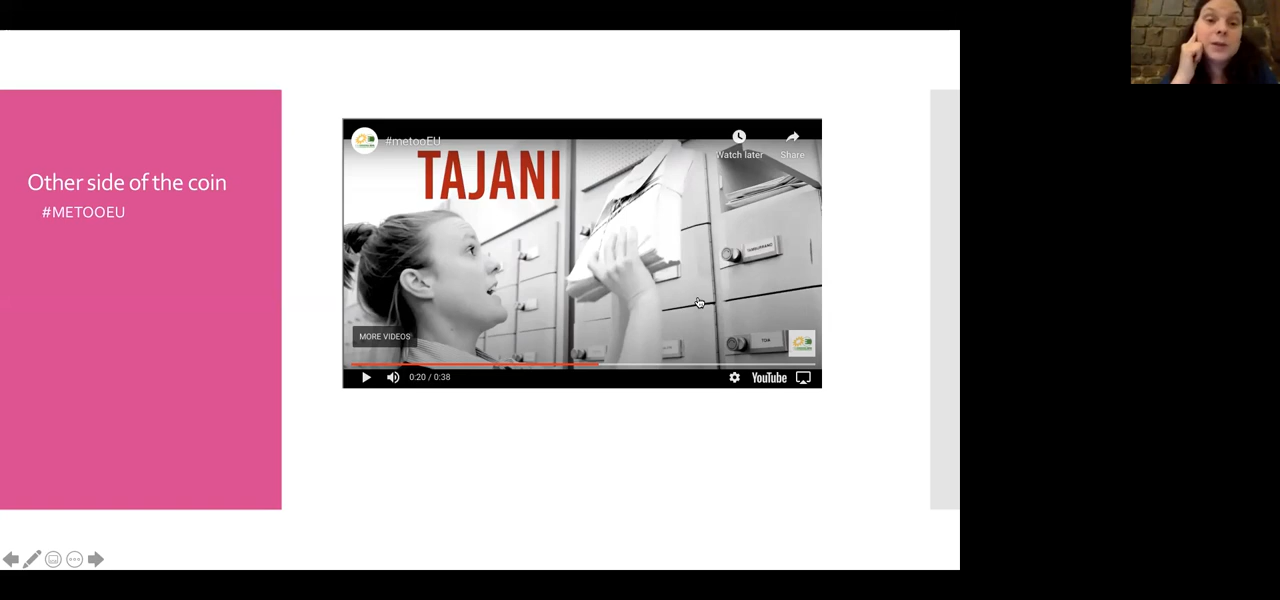 Other side of the coin
#METOOEU
#metooEU
Watch later
Share
TAJANI
MORE VIDEOS
0:20 / 0:38
YouTube